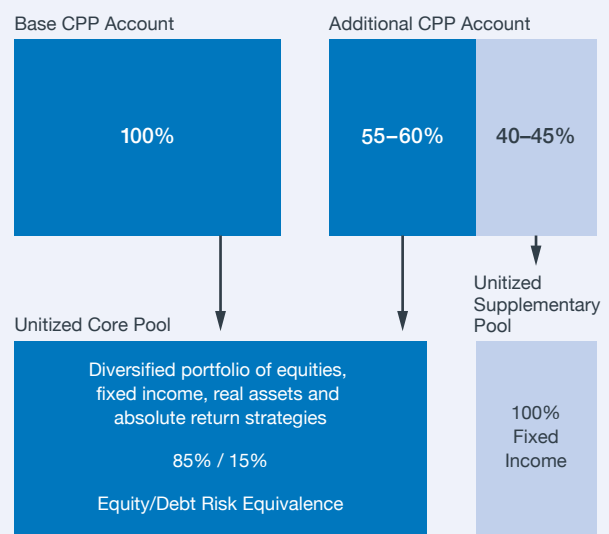 Base CPP Account
Additional CPP Account
100%
55–60%
40–45%
Unitized
Supplementary
Pool
Unitized Core Pool
Diversified portfolio of equities,
fixed income, real assets and
absolute return strategies
85% / 15%
Equity/Debt Risk Equivalence
100%
Fixed
Income